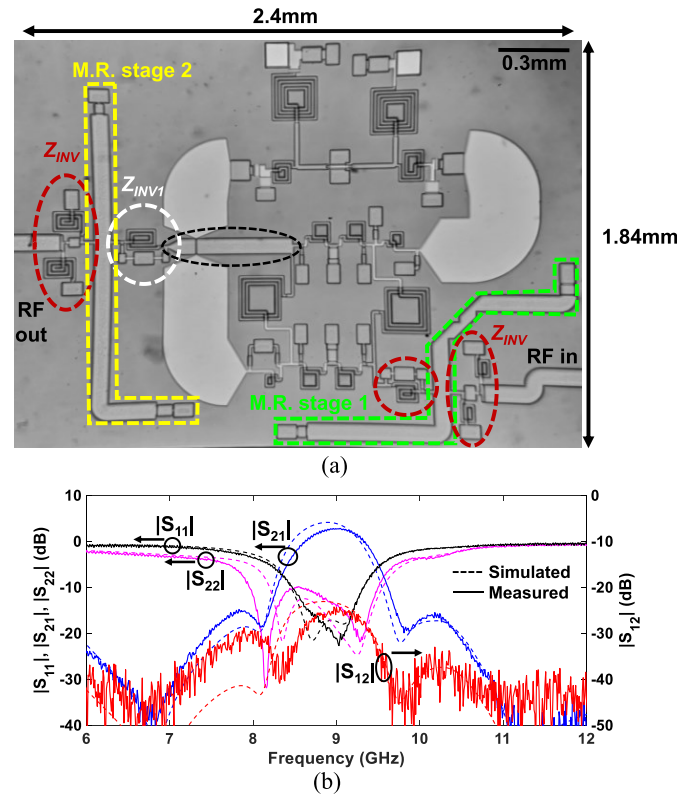 2.4mm
M.R. stage 2
0.3mm
Z_INV
Z_INV1
1.84mm
RF
out
Z_INV
RF in
M.R. stage 1
(a)
10
0
-10
-20
-30
-40
|S11|, |S21|, |S22| (dB)
|S11|
|S21|
|S22|
|S12|
Simulated
Measured
0
-10
-20
-30
-40
-50
|S12| (dB)
6
7
8
9
10
11
12
Frequency (GHz)
(b)